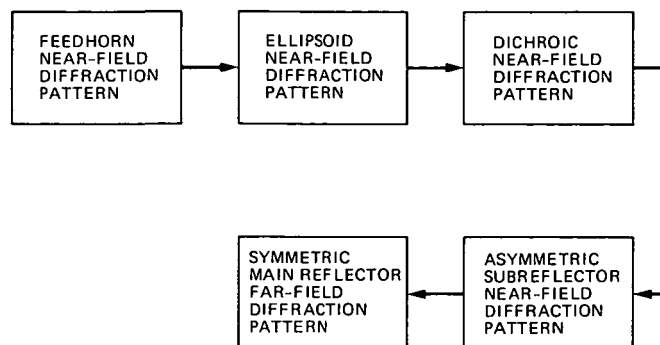 FEEDHORN
NEAR-FIELD
DIFFRACTION
PATTERN
ELLIPSOID
NEAR-FIELD
DIFFRACTION
PATTERN
DICHROIC
NEAR-FIELD
DIFFRACTION
PATTERN
SYMMETRIC
MAIN REFLECTOR
FAR-FIELD
DIFFRACTION
PATTERN
ASYMMETRIC
SUBREFLECTOR
NEAR-FIELD
DIFFRACTION
PATTERN